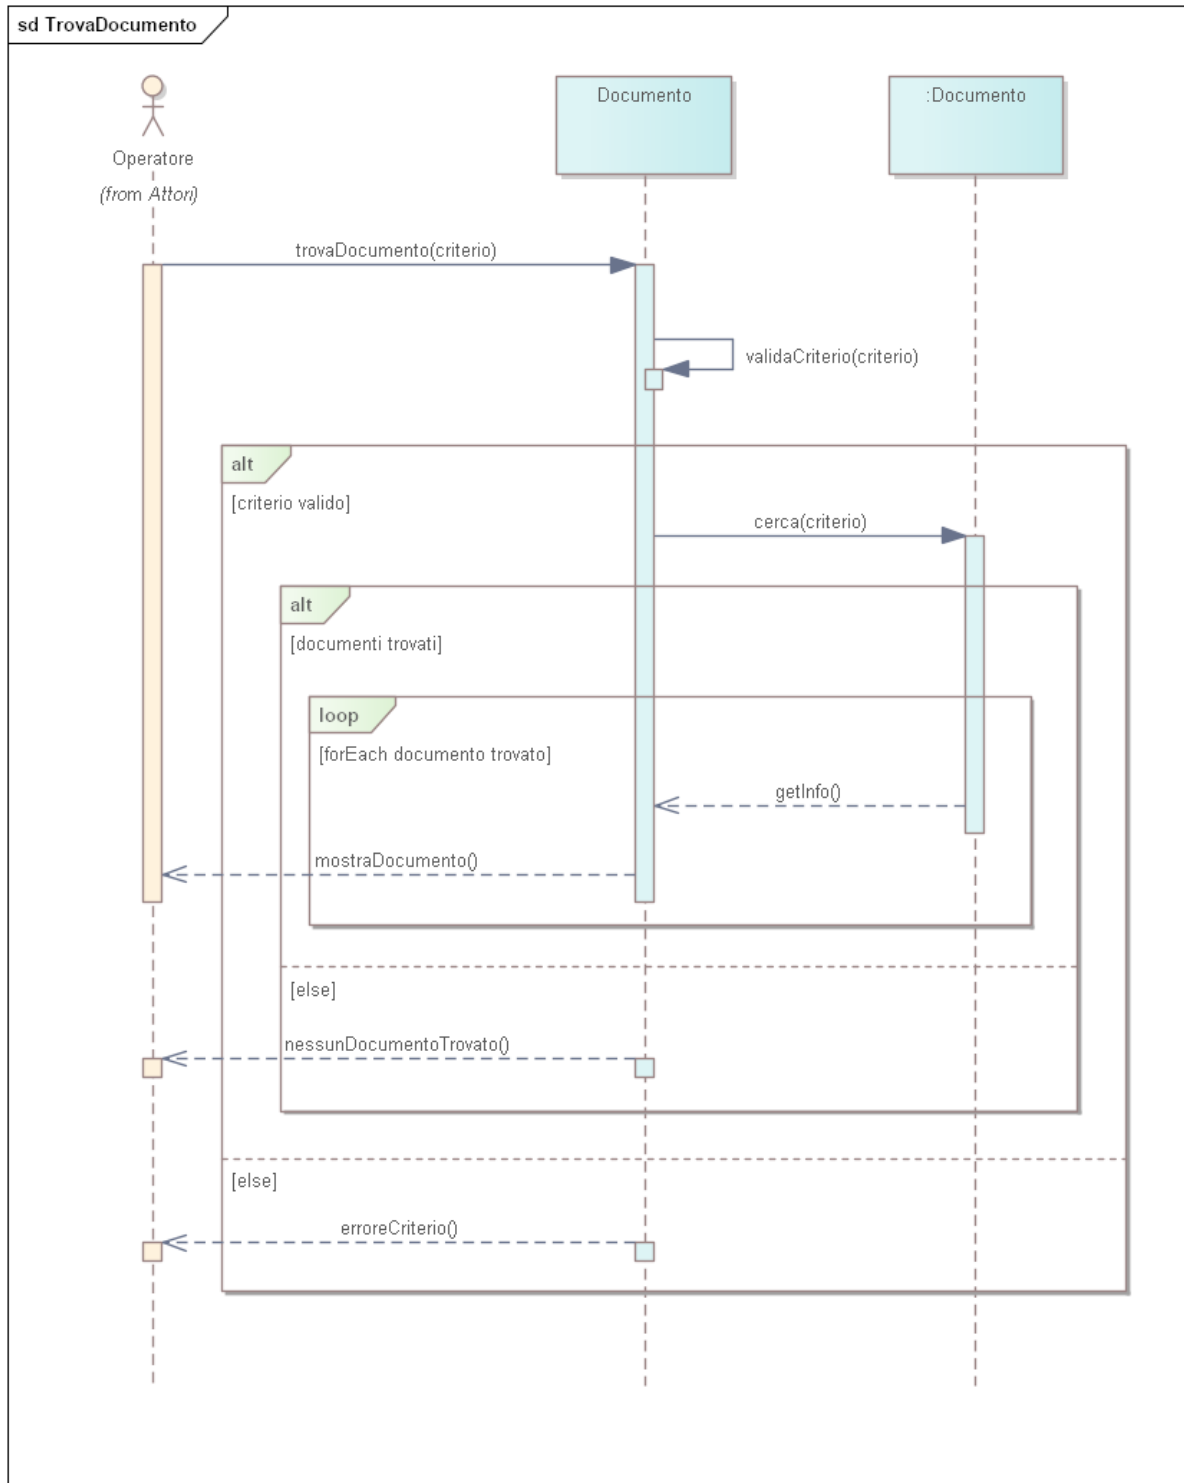 sd TrovaDocumento
Documento
:Documento
Operatore
(from Attori)
trovaDocumento(criterio)
validaCriterio(criterio)
alt
[criterio valido]
cerca(criterio)
alt
[documenti trovati]
loop
[forEach documento trovato]
getInfo()
mostraDocumento()
[else]
nessunDocumentoTrovato()
[else]
erroreCriterio()